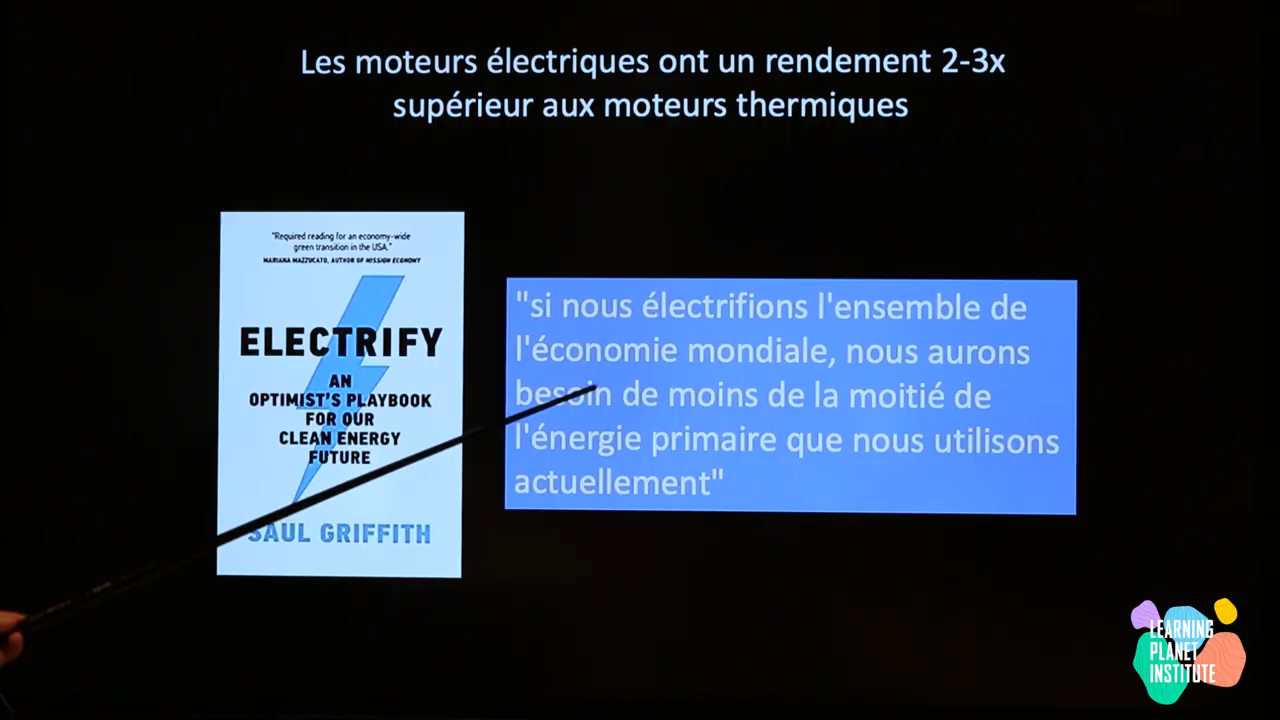 Les moteurs électriques ont un rendement 2-3x
supérieur aux moteurs thermiques
"Required reading for an economy-wide
green transition in the USA."
MARIANA MAZZUCATO, AUTHOR OF MISSION ECONOMY
ELECTRIFY
AN
OPTIMIST'S PLAYBOOK
FOR OUR
CLEAN ENERGY
FUTURE
SAUL GRIFFITH
"si nous électrifions l'ensemble de
l'économie mondiale, nous aurons
besoin de moins de la moitié de
l'énergie primaire que nous utilisons
actuellement"
LEARNING
PLANET
INSTITUTE